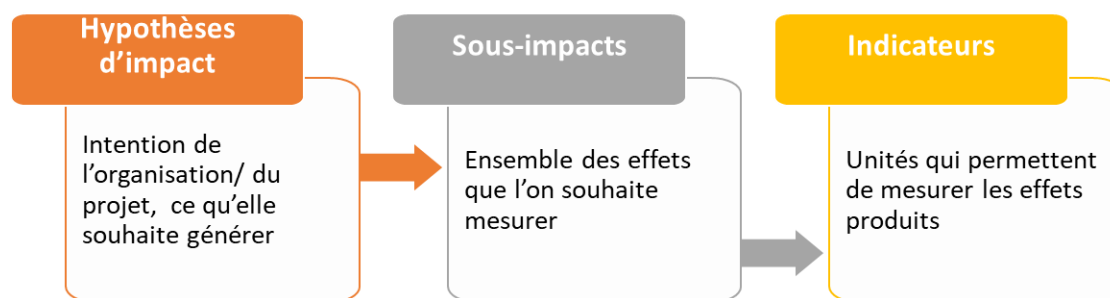 Hypothèses
d’impact
Intention de
l’organisation/ du
projet, ce qu’elle
souhaite générer
Sous-impacts
Ensemble des effets
que l’on souhaite
mesurer
Indicateurs
Unités qui permettent
de mesurer les effets
produits